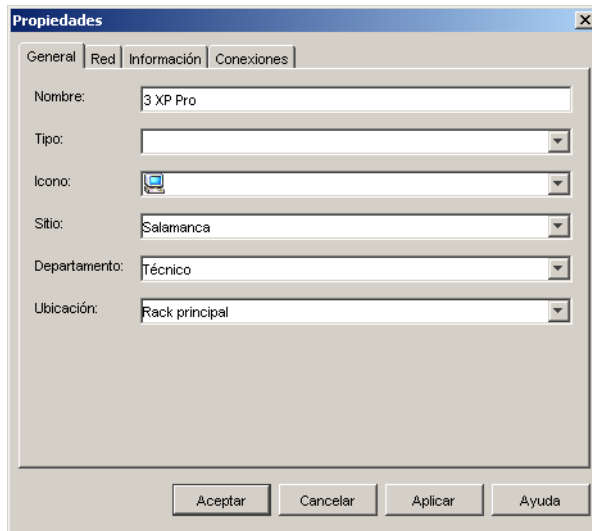 Propiedades
General Red Información Conexiones
Nombre: 3 XP Pro
Tipo:
Icono:
Sitio: Salamanca
Departamento: Técnico
Ubicación: Rack principal
Aceptar Cancelar Aplicar Ayuda